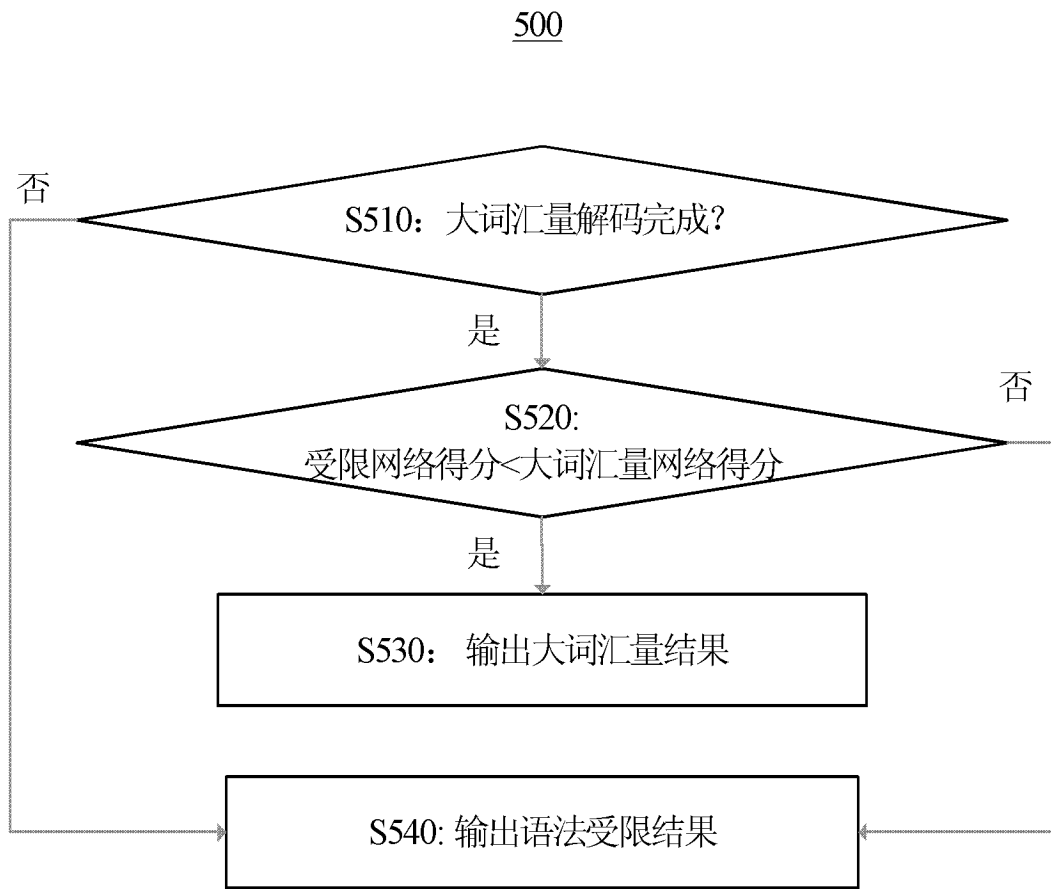 500
否
S510：大词汇量解码完成？
是
否
S520:
受限网络得分<大词汇量网络得分
是
S530： 输出大词汇量结果
S540: 输出语法受限结果